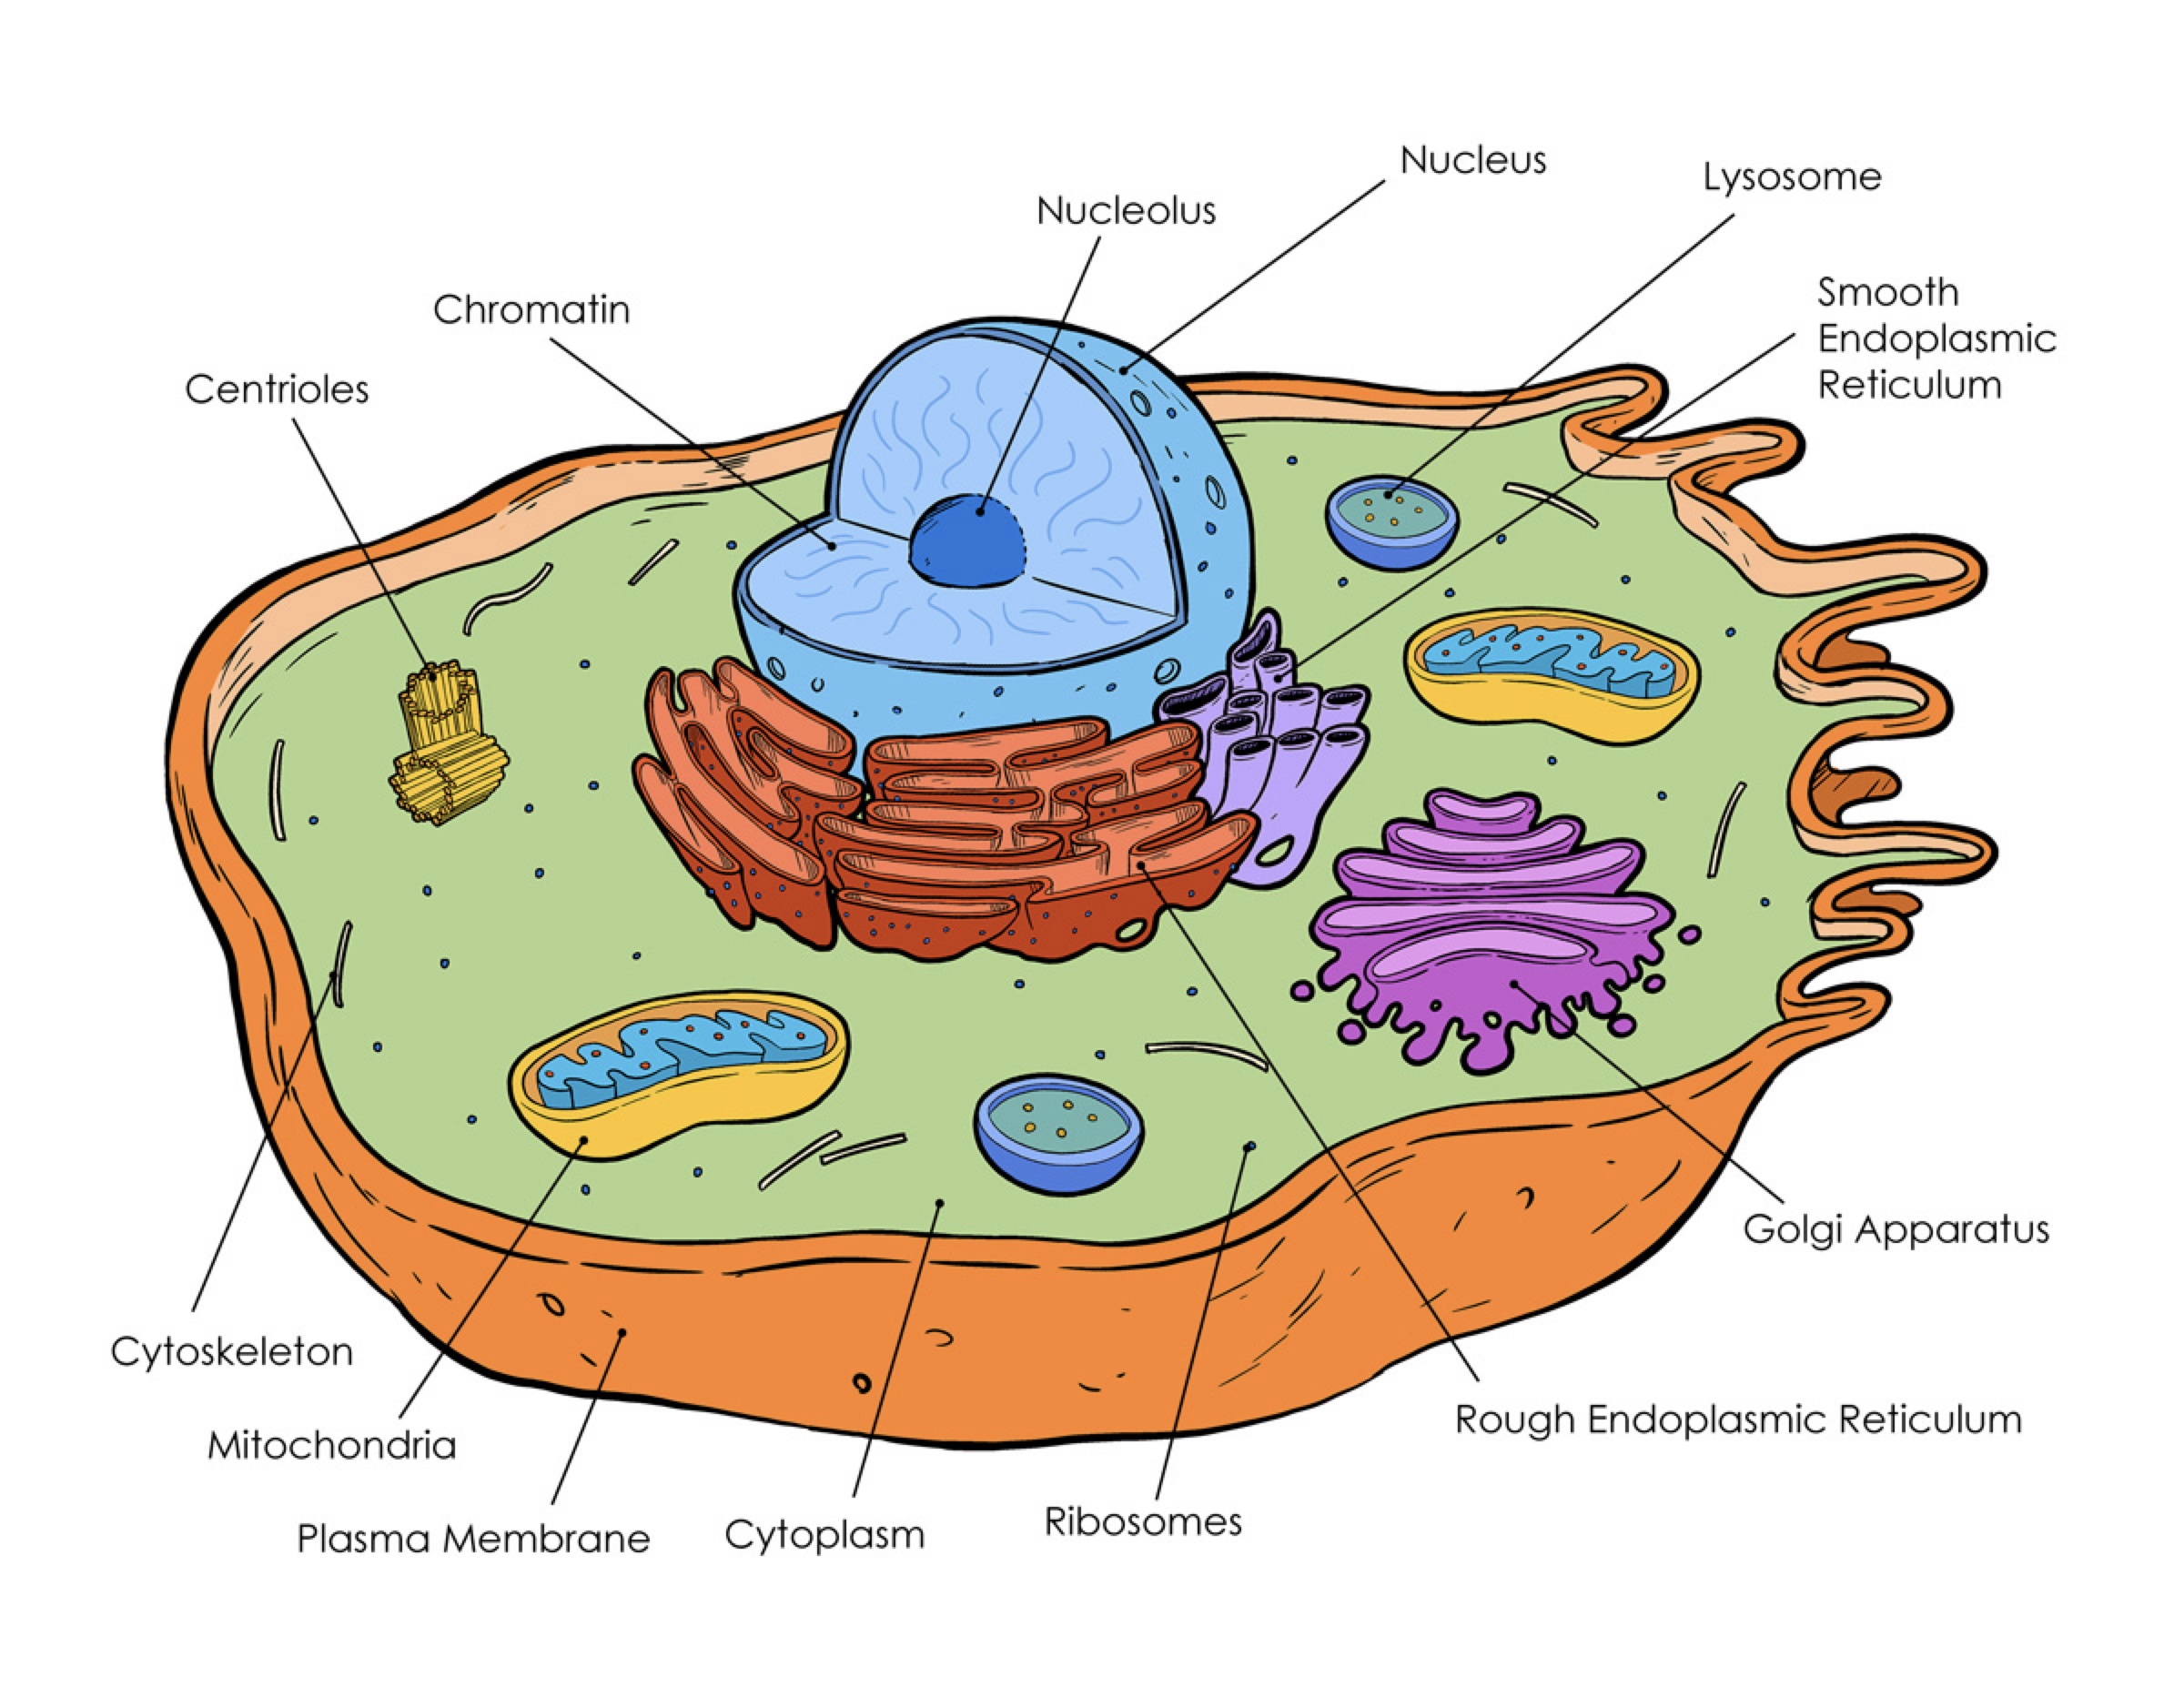 Nucleus
Lysosome
Nucleolus
Smooth
Endoplasmic
Reticulum
Chromatin
Centrioles
Golgi Apparatus
Cytoskeleton
Rough Endoplasmic Reticulum
Mitochondria
Ribosomes
Plasma Membrane
Cytoplasm